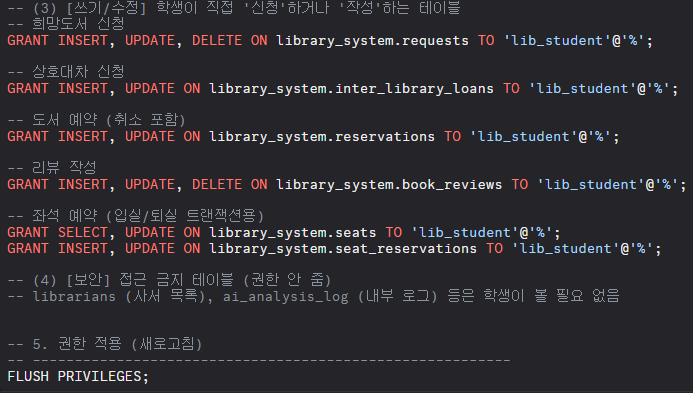 -- (3) [쓰기/수정] 학생이 직접 '신청'하거나 '작성'하는 테이블
-- 희망도서 신청
GRANT INSERT, UPDATE, DELETE ON library_system.requests TO 'lib_student'@'%';
-- 상호대차 신청
GRANT INSERT, UPDATE ON library_system.inter_library_loans TO 'lib_student'@'%';
-- 도서 예약 (취소 포함)
GRANT INSERT, UPDATE ON library_system.reservations TO 'lib_student'@'%';
-- 리뷰 작성
GRANT INSERT, UPDATE, DELETE ON library_system.book_reviews TO 'lib_student'@'%';
-- 좌석 예약 (입실/퇴실 트랜잭션용)
GRANT SELECT, UPDATE ON library_system.seats TO 'lib_student'@'%';
GRANT INSERT, UPDATE ON library_system.seat_reservations TO 'lib_student'@'%';
-- (4) [보안] 접근 금지 테이블 (권한 안 줌)
-- librarians (사서 목록), ai_analysis_log (내부 로그) 등은 학생이 볼 필요 없음
-- 5. 권한 적용 (새로고침)
-- ---------------------------------------------------------
FLUSH PRIVILEGES;